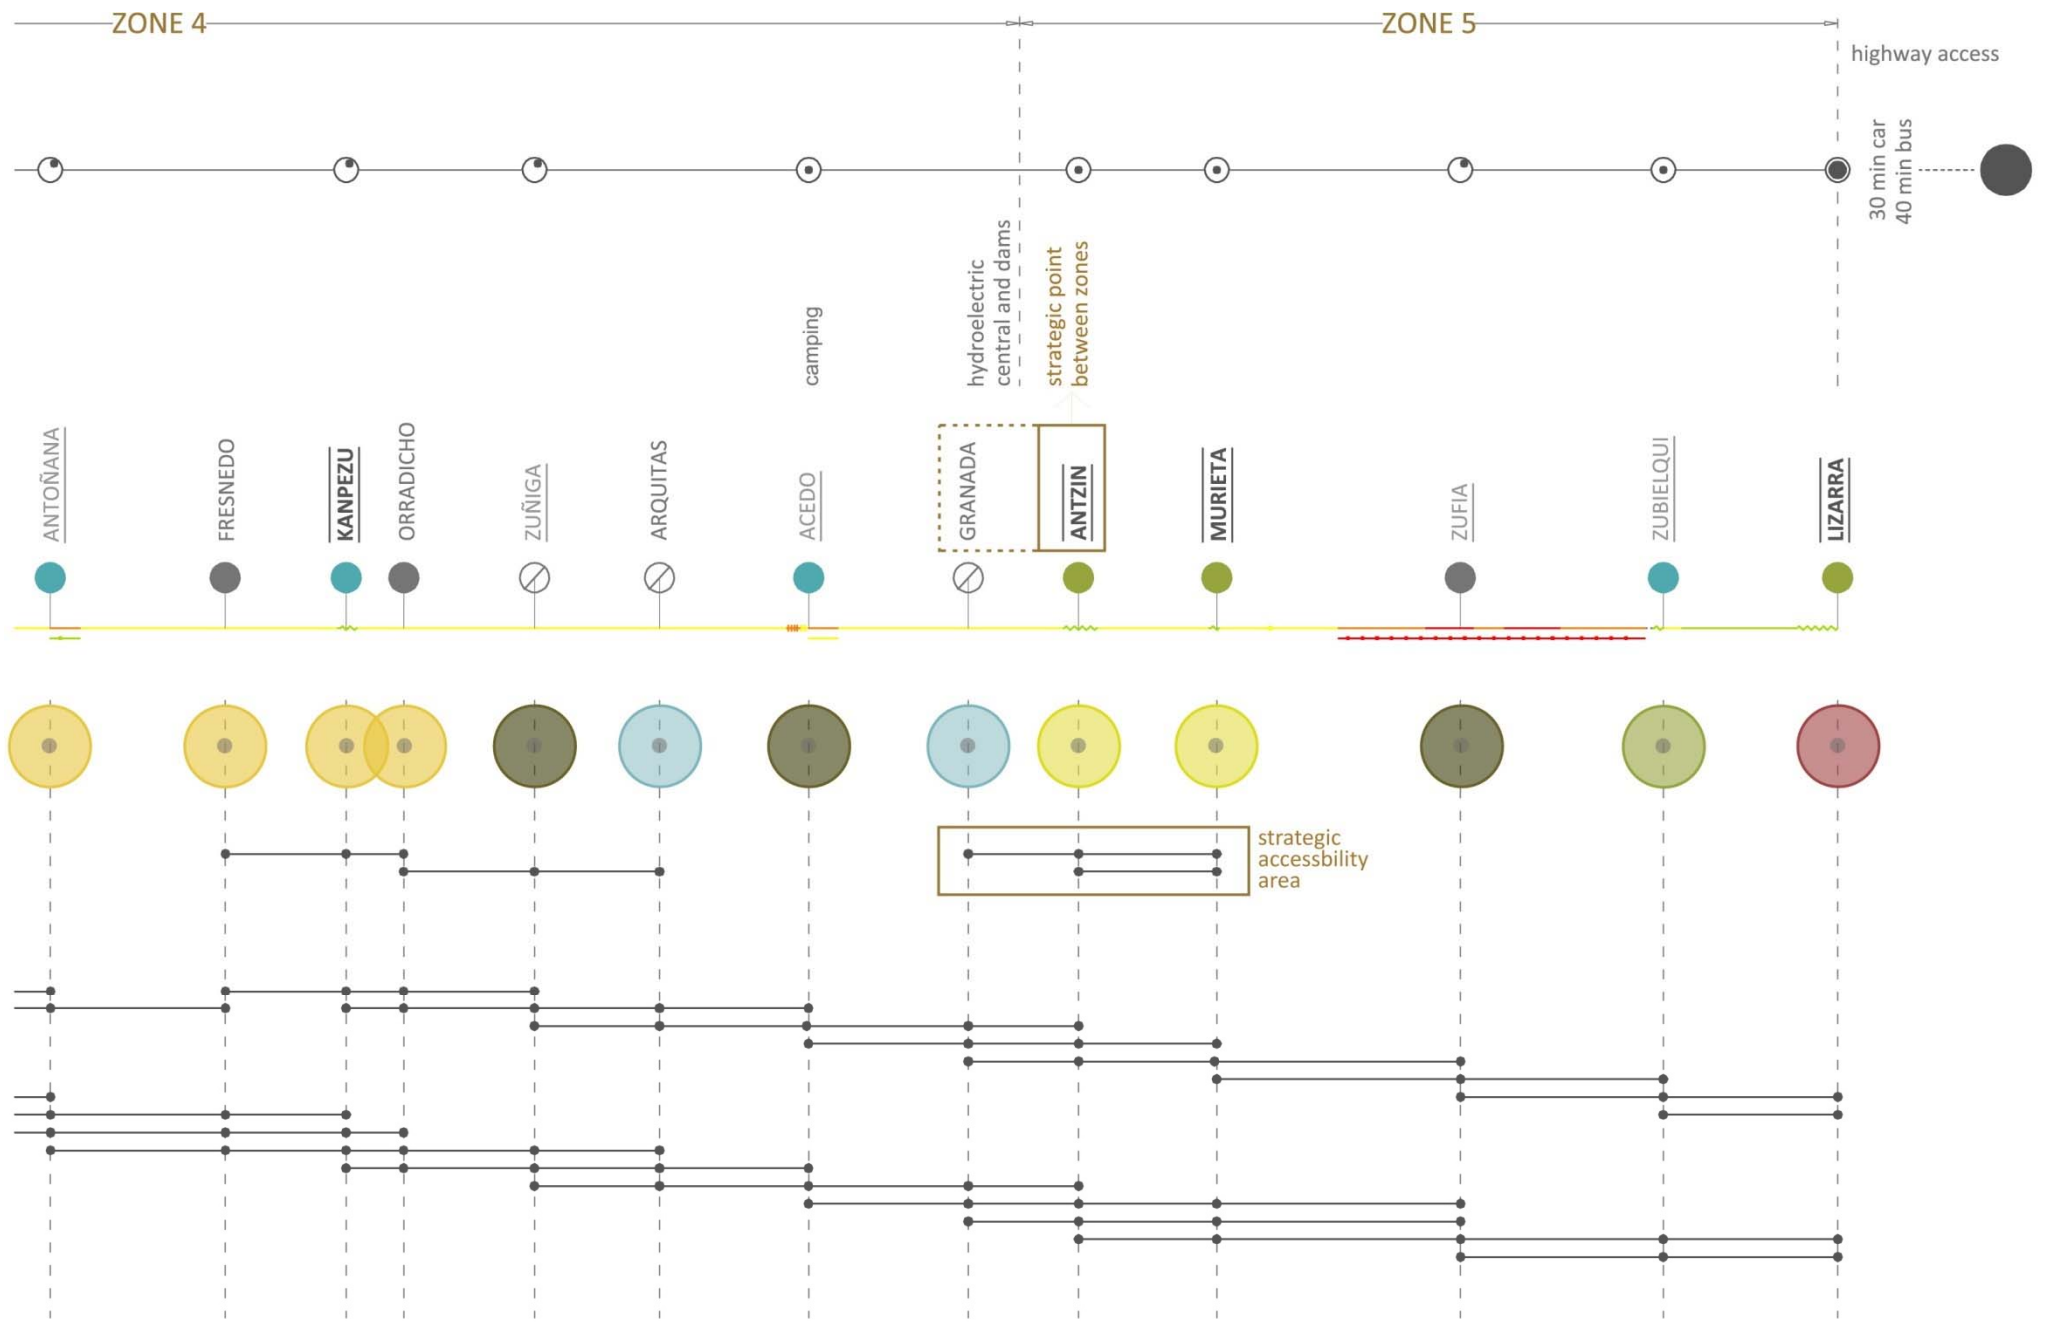 ZONE 4
ZONE 5
highway access
30 min car
40 min bus
camping
hydroelectric
central and dams
strategic point
between zones
ANTOÑANA
FRESNEDO
KANPEZU
ORRADICHO
ZUÑIGA
ARQUITAS
ACEDO
GRANADA
ANTZIN
MURIETA
ZUFIA
ZUBIELQUI
LIZARRA
strategic
accessbility
area